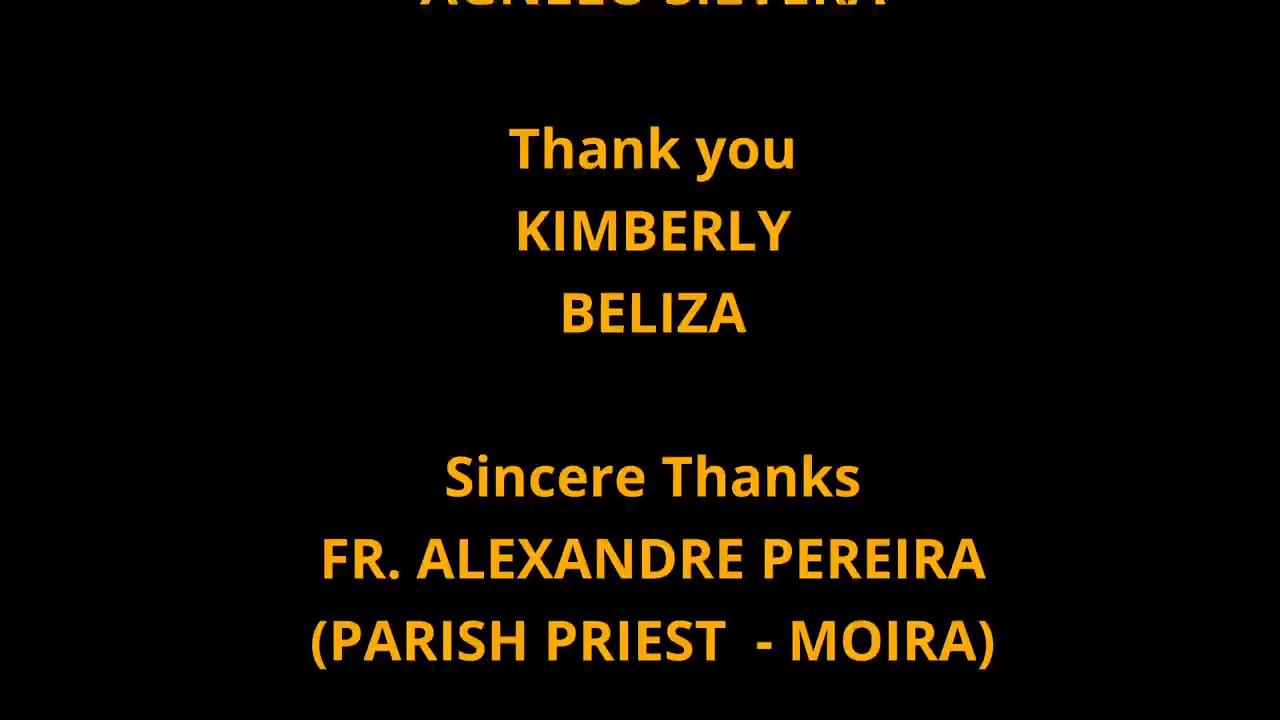 Thank you
KIMBERLY
BELIZA
Sincere Thanks
FR. ALEXANDRE PEREIRA
(PARISH PRIEST - MOIRA)